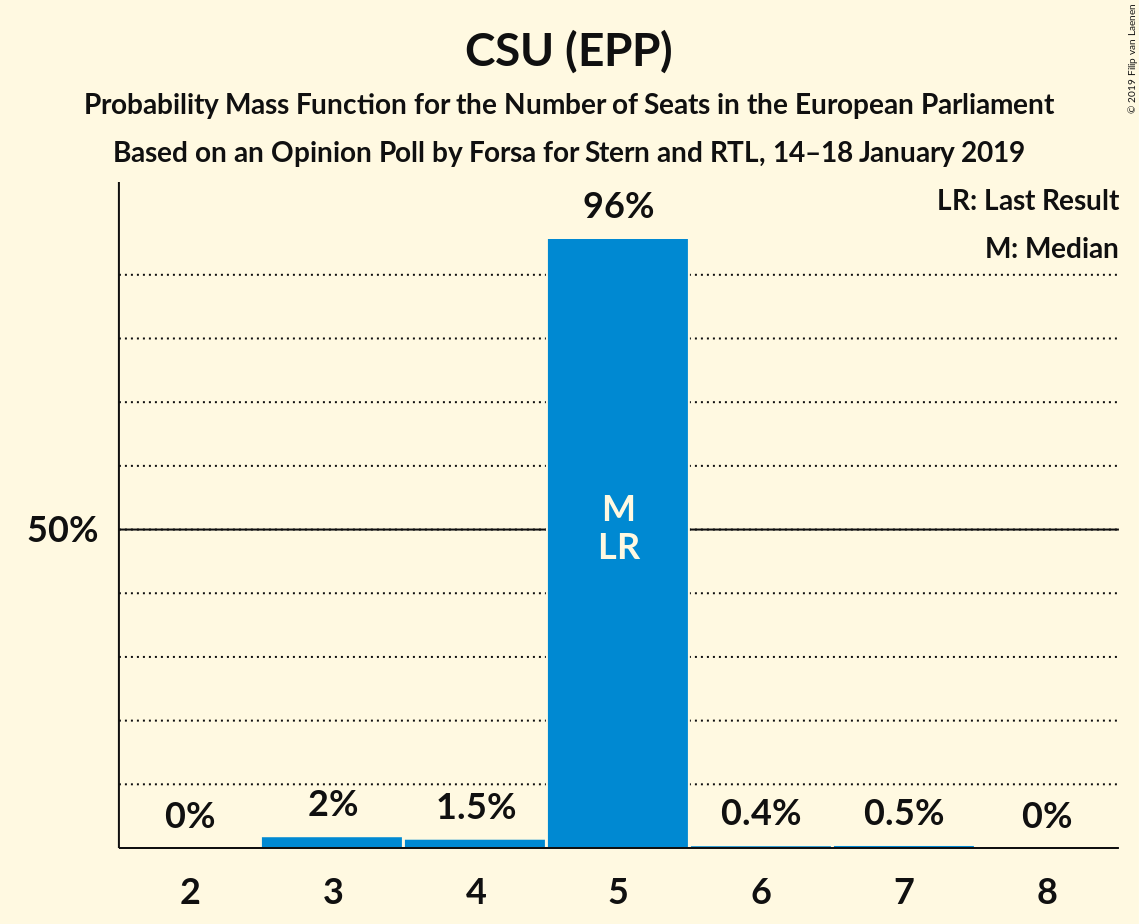 CSU (EPP)
Probability Mass Function for the Number of Seats in the European Parliament
Based on an Opinion Poll by Forsa for Stern and RTL, 14–18 January 2019
© 2019 Filip van Laenen
LR: Last Result
M: Median
96%
M
LR
50%
0%
2%
1.5%
0.4%
0.5%
0%
2
3
4
5
6
7
8